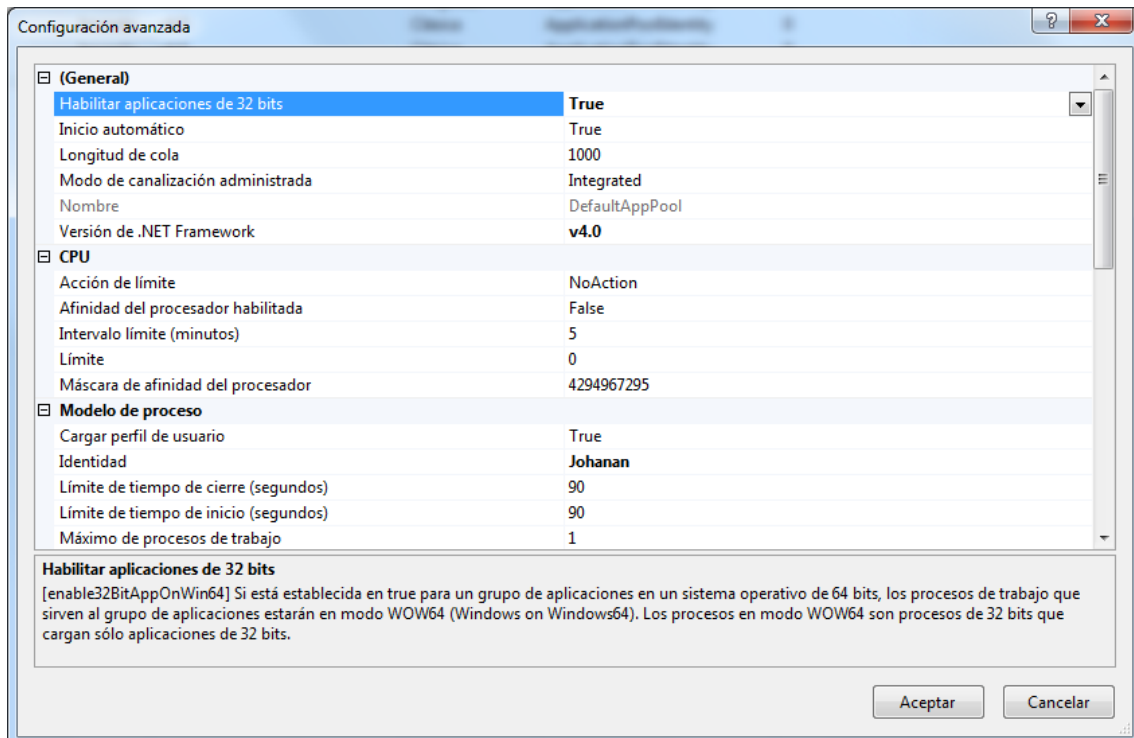 Configuración avanzada
(General)
Habilitar aplicaciones de 32 bits True
Inicio automático True
Longitud de cola 1000
Modo de canalización administrada Integrated
Nombre DefaultAppPool
Versión de .NET Framework v4.0
CPU
Acción de límite NoAction
Afinidad del procesador habilitada False
Intervalo límite (minutos) 5
Límite 0
Máscara de afinidad del procesador 4294967295
Modelo de proceso
Cargar perfil de usuario True
Identidad Johanan
Límite de tiempo de cierre (segundos) 90
Límite de tiempo de inicio (segundos) 90
Máximo de procesos de trabajo 1
Habilitar aplicaciones de 32 bits
[enable32BitAppOnWin64] Si está establecida en true para un grupo de aplicaciones en un sistema operativo de 64 bits, los procesos de trabajo que
sirven al grupo de aplicaciones estarán en modo WOW64 (Windows on Windows64). Los procesos en modo WOW64 son procesos de 32 bits que
cargan sólo aplicaciones de 32 bits.
Aceptar Cancelar